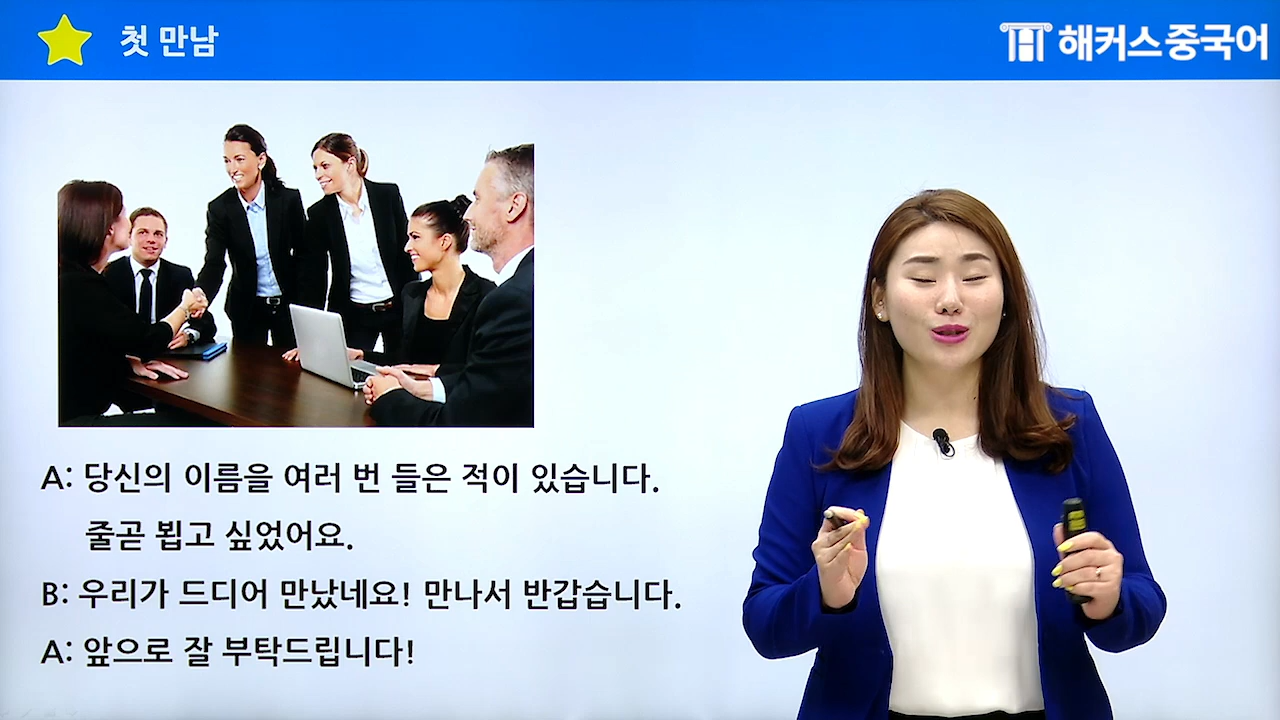 첫 만남
해커스중국어
A: 당신의 이름을 여러 번 들은 적이 있습니다.
줄곧 뵙고 싶었어요.
B: 우리가 드디어 만났네요! 만나서 반갑습니다.
A: 앞으로 잘 부탁드립니다!